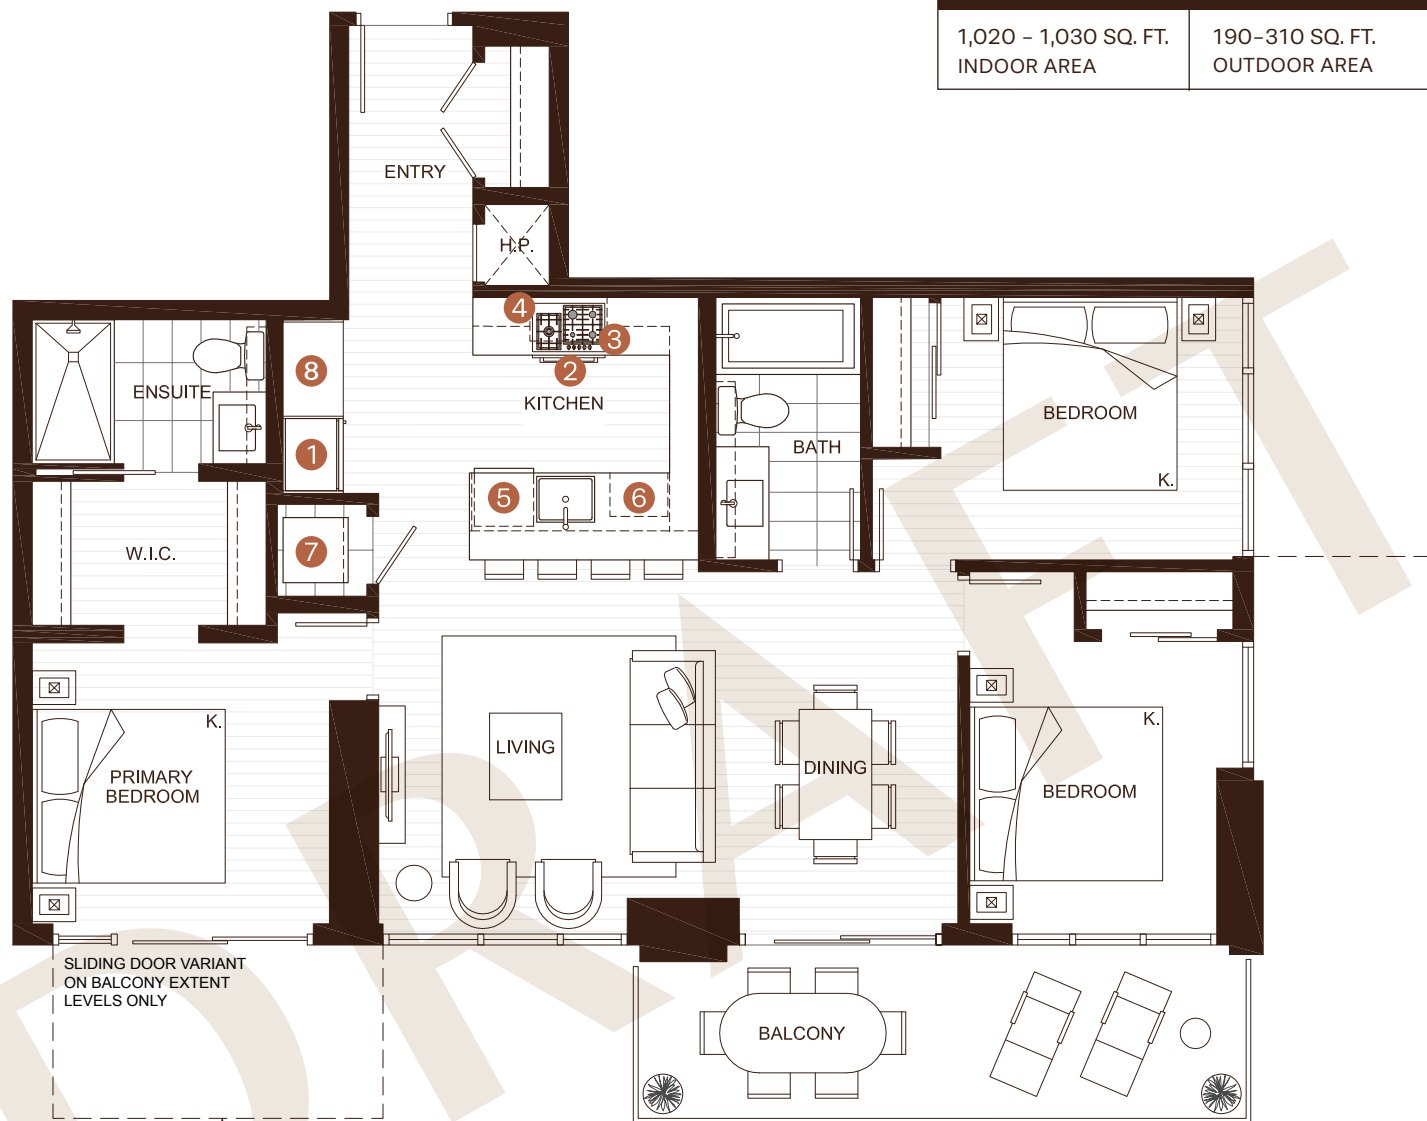 1,020 - 1,030 SQ. FT.
INDOOR AREA
190-310 SQ. FT.
OUTDOOR AREA
ENTRY
H.P.
4
3
2
KITCHEN
8
ENSUITE
1
BEDROOM
BATH
K.
5
6
7
W.I.C.
K.
PRIMARY
BEDROOM
LIVING
DINING
K.
BEDROOM
SLIDING DOOR VARIANT
ON BALCONY EXTENT
LEVELS ONLY
BALCONY
DRAFT